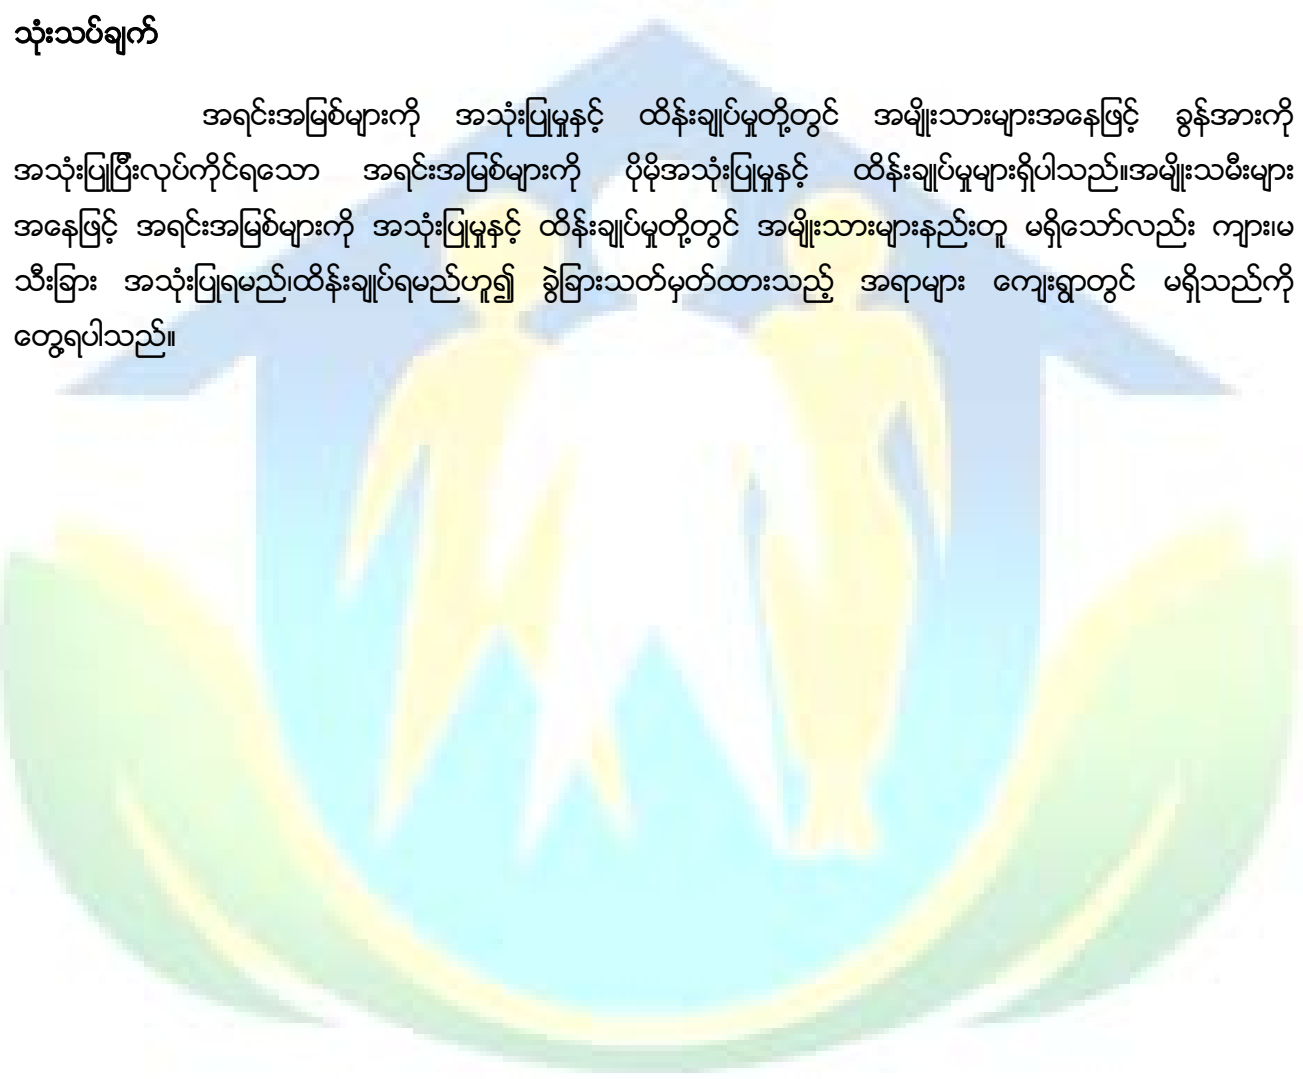 သုံးသပ်ချက်
အရင်းအမြစ်များကို အသုံးပြုမှုနှင့် ထိန်းချုပ်မှုတို့တွင် အမျိုးသားများအနေဖြင့် ခွန်အားကို
အသုံးပြုပြီးလုပ်ကိုင်ရသော အရင်းအမြစ်များကို ပိုမိုအသုံးပြုမှုနှင့် ထိန်းချုပ်မှုများရှိပါသည်။အမျိုးသမီးများ
အနေဖြင့် အရင်းအမြစ်များကို အသုံးပြုမှုနှင့် ထိန်းချုပ်မှုတို့တွင် အမျိုးသားများနည်းတူ မရှိသော်လည်း ကျား၊မ
သီးခြား အသုံးပြုရမည်၊ထိန်းချုပ်ရမည်ဟူ၍ ခွဲခြားသတ်မှတ်ထားသည့် အရာများ ကျေးရွာတွင် မရှိသည်ကို
တွေ့ရပါသည်။